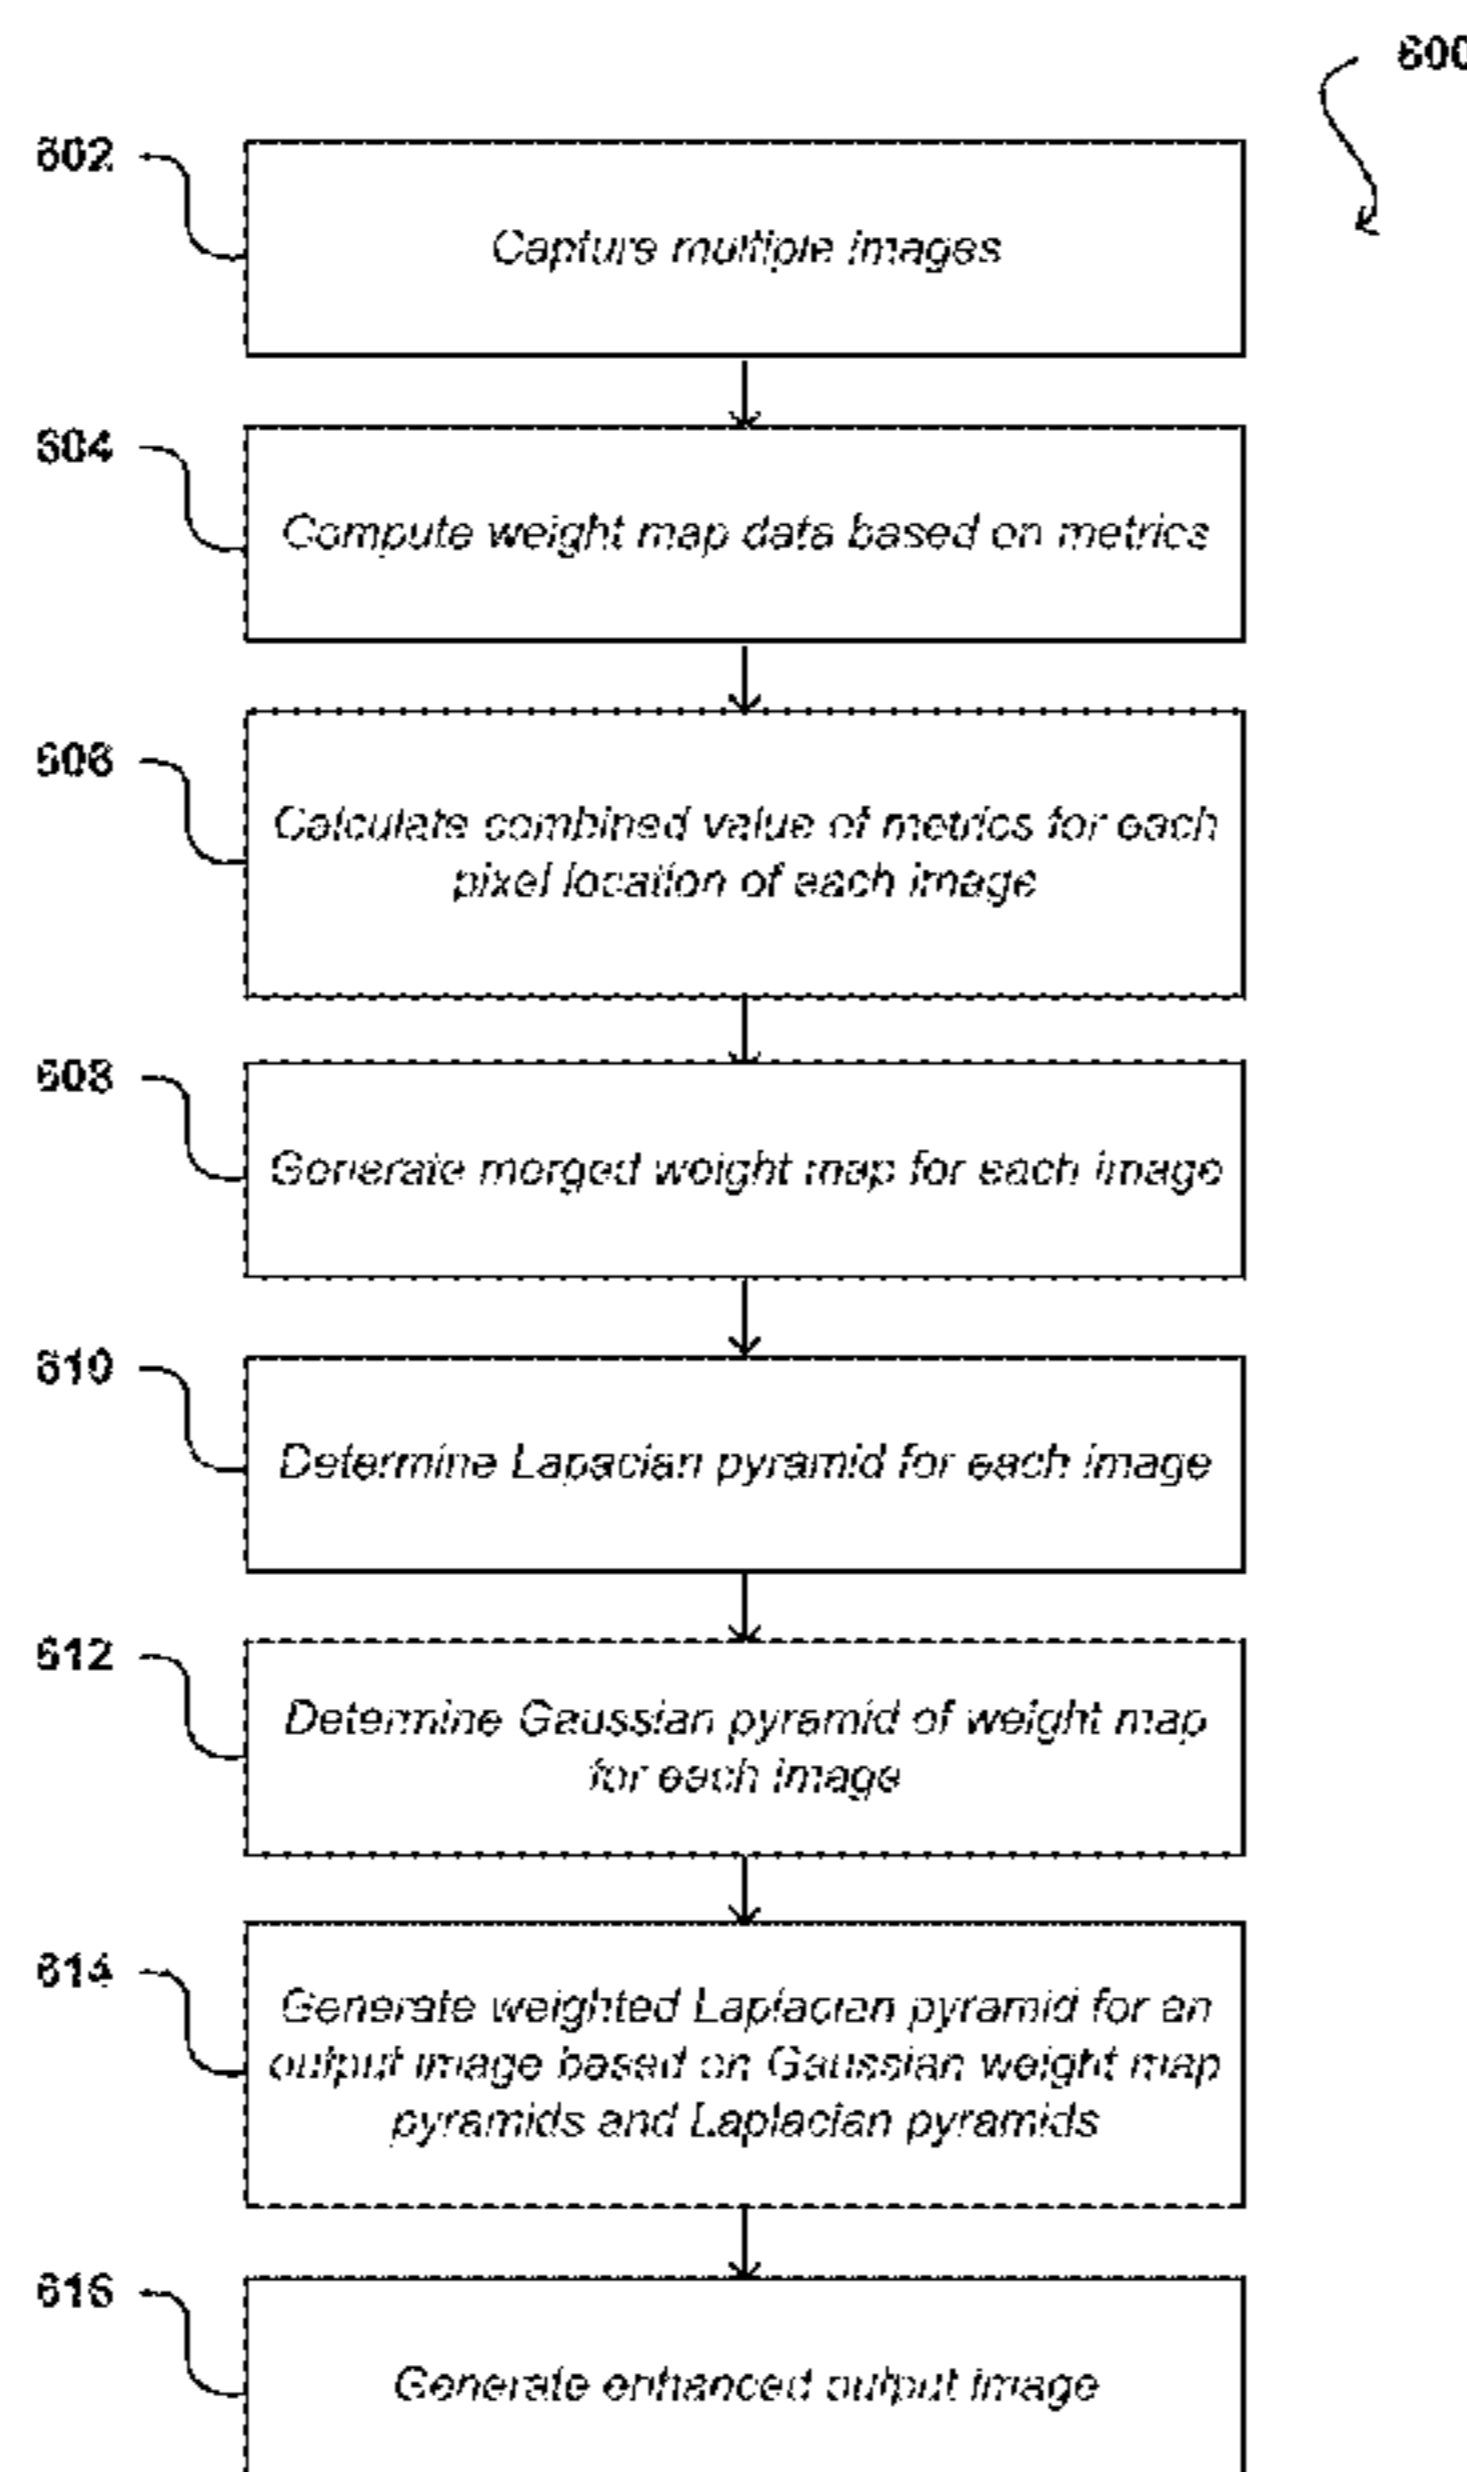 600
602
Capture multiple images
604
Compute weight map data based on metrics
606
Calculate combined value of metrics for each
pixel location of each image
608
Generate merged weight map for each image
610
Determine Lapacian pyramid for each image
612
Determine Gaussian pyramid of weight map
for each image
614
Generate weighted Laplacian pyramid for an
output image based on Gaussian weight map
pyramids and Laplacian pyramids
616
Generate enhanced output image